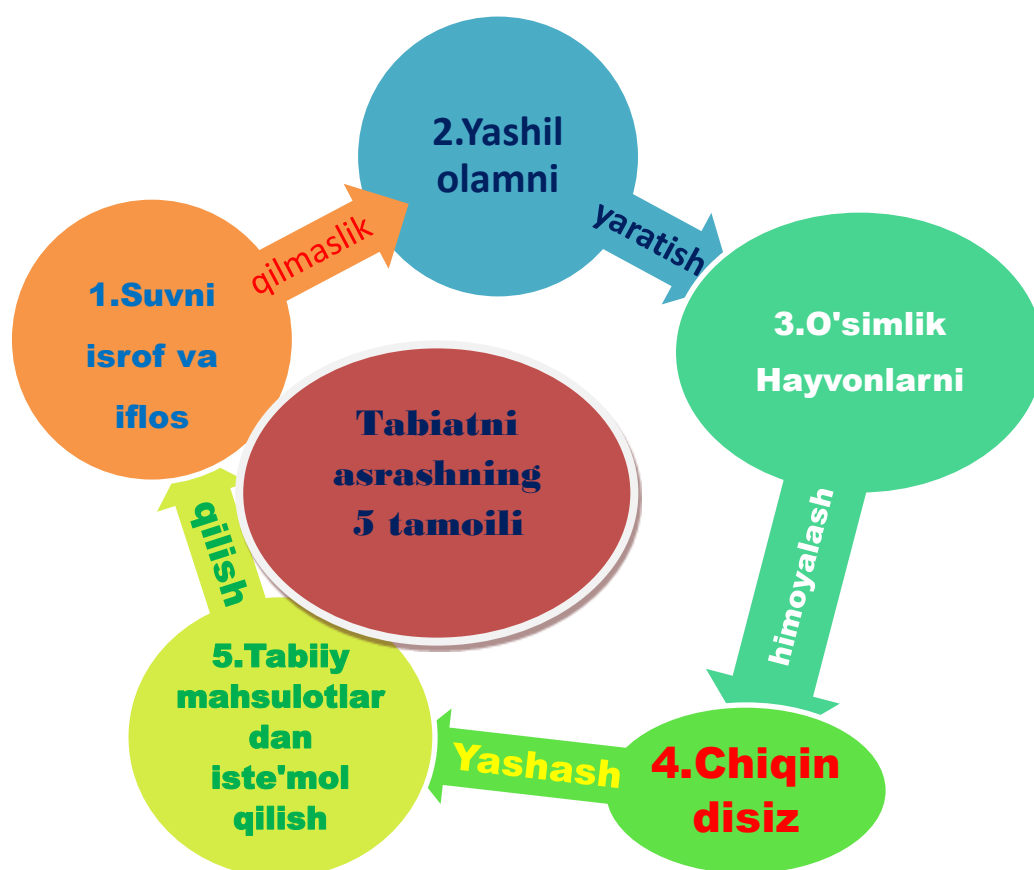 2.Yashil
olamni
yaratish
qilmaslik
1.Suvni
isrof va
iflos
3.O'simlik
Hayvonlarni
Tabiatni
asrashning
5 tamoili
himoyalash
qilish
5.Tabiiy
mahsulotlar
dan
iste'mol
qilish
Yashash
4.Chiqin
disiz